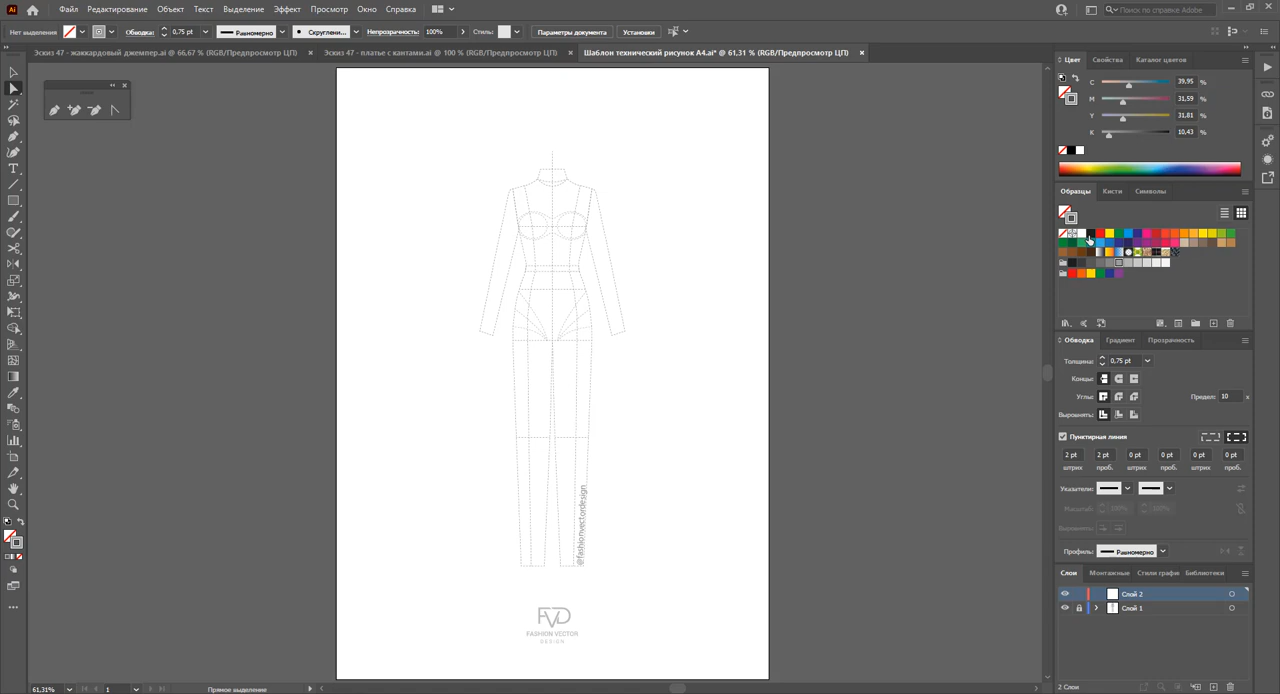 Ai Файл Редактирование Объект Текст Выделение Эффект Просмотр Окно Справка Поиск по справке Adobe
Нет выделения Обводка: 0,75 pt Равномерно Скруглени... Непрозрачность: 100% Стиль: Параметры документа Установки
Эскиз 47 - жаккардовый джемпер.ai @ 66,67 % (RGB/Предпросмотр ЦП) Эскиз 47 - платье с кантами.ai @ 100 % (RGB/Предпросмотр ЦП) Шаблон технический рисунок А4.ai* @ 61,31 % (RGB/Предпросмотр ЦП)
Цвет Свойства Каталог цветов
C 39,95 %
M 31,59 %
Y 31,81 %
K 10,43 %
Образцы Кисти Символы
Обводка Градиент Прозрачность
Толщина: 0,75 pt
Концы:
Углы: Предел: 10 x
Выровнять:
Пунктирная линия
2 pt 2 pt 0 pt 0 pt 0 pt 0 pt
штрих проб. штрих проб. штрих проб.
Указатели:
Масштаб: 100% 100%
Выровнять:
Профиль: Равномерно
Слои Монтажные Стили графи Библиотеки
Слой 2
Слой 1
2 Слои
@fashionvectordesign
FVD
FASHION VECTOR
DESIGN
61,31% 1 Прямое выделение